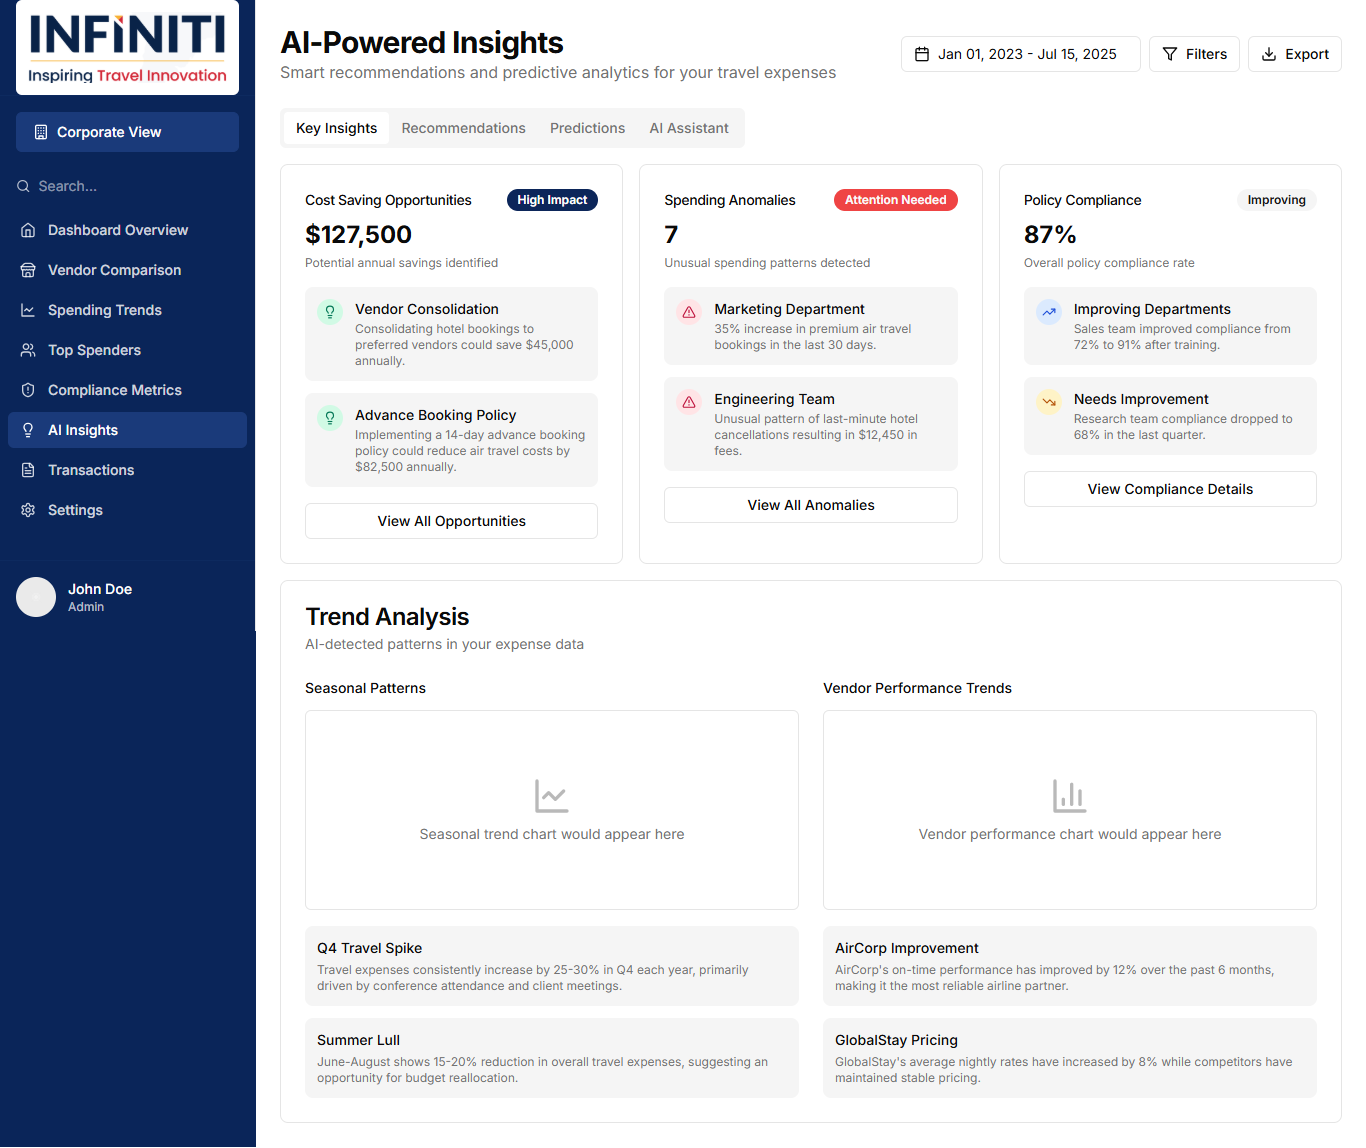 INFINITI
Inspiring Travel Innovation
Corporate View
Search...
Dashboard Overview
Vendor Comparison
Spending Trends
Top Spenders
Compliance Metrics
AI Insights
Transactions
Settings
John Doe
Admin
AI-Powered Insights
Smart recommendations and predictive analytics for your travel expenses
Jan 01, 2023 - Jul 15, 2025
Filters
Export
Key Insights
Recommendations
Predictions
AI Assistant
Cost Saving Opportunities
High Impact
$127,500
Potential annual savings identified
Vendor Consolidation
Consolidating hotel bookings to
preferred vendors could save $45,000
annually.
Advance Booking Policy
Implementing a 14-day advance booking
policy could reduce air travel costs by
$82,500 annually.
View All Opportunities
Spending Anomalies
Attention Needed
7
Unusual spending patterns detected
Marketing Department
35% increase in premium air travel
bookings in the last 30 days.
Engineering Team
Unusual pattern of last-minute hotel
cancellations resulting in $12,450 in
fees.
View All Anomalies
Policy Compliance
Improving
87%
Overall policy compliance rate
Improving Departments
Sales team improved compliance from
72% to 91% after training.
Needs Improvement
Research team compliance dropped to
68% in the last quarter.
View Compliance Details
Trend Analysis
AI-detected patterns in your expense data
Seasonal Patterns
Seasonal trend chart would appear here
Q4 Travel Spike
Travel expenses consistently increase by 25-30% in Q4 each year, primarily
driven by conference attendance and client meetings.
Summer Lull
June-August shows 15-20% reduction in overall travel expenses, suggesting an
opportunity for budget reallocation.
Vendor Performance Trends
Vendor performance chart would appear here
AirCorp Improvement
AirCorp's on-time performance has improved by 12% over the past 6 months,
making it the most reliable airline partner.
GlobalStay Pricing
GlobalStay's average nightly rates have increased by 8% while competitors have
maintained stable pricing.